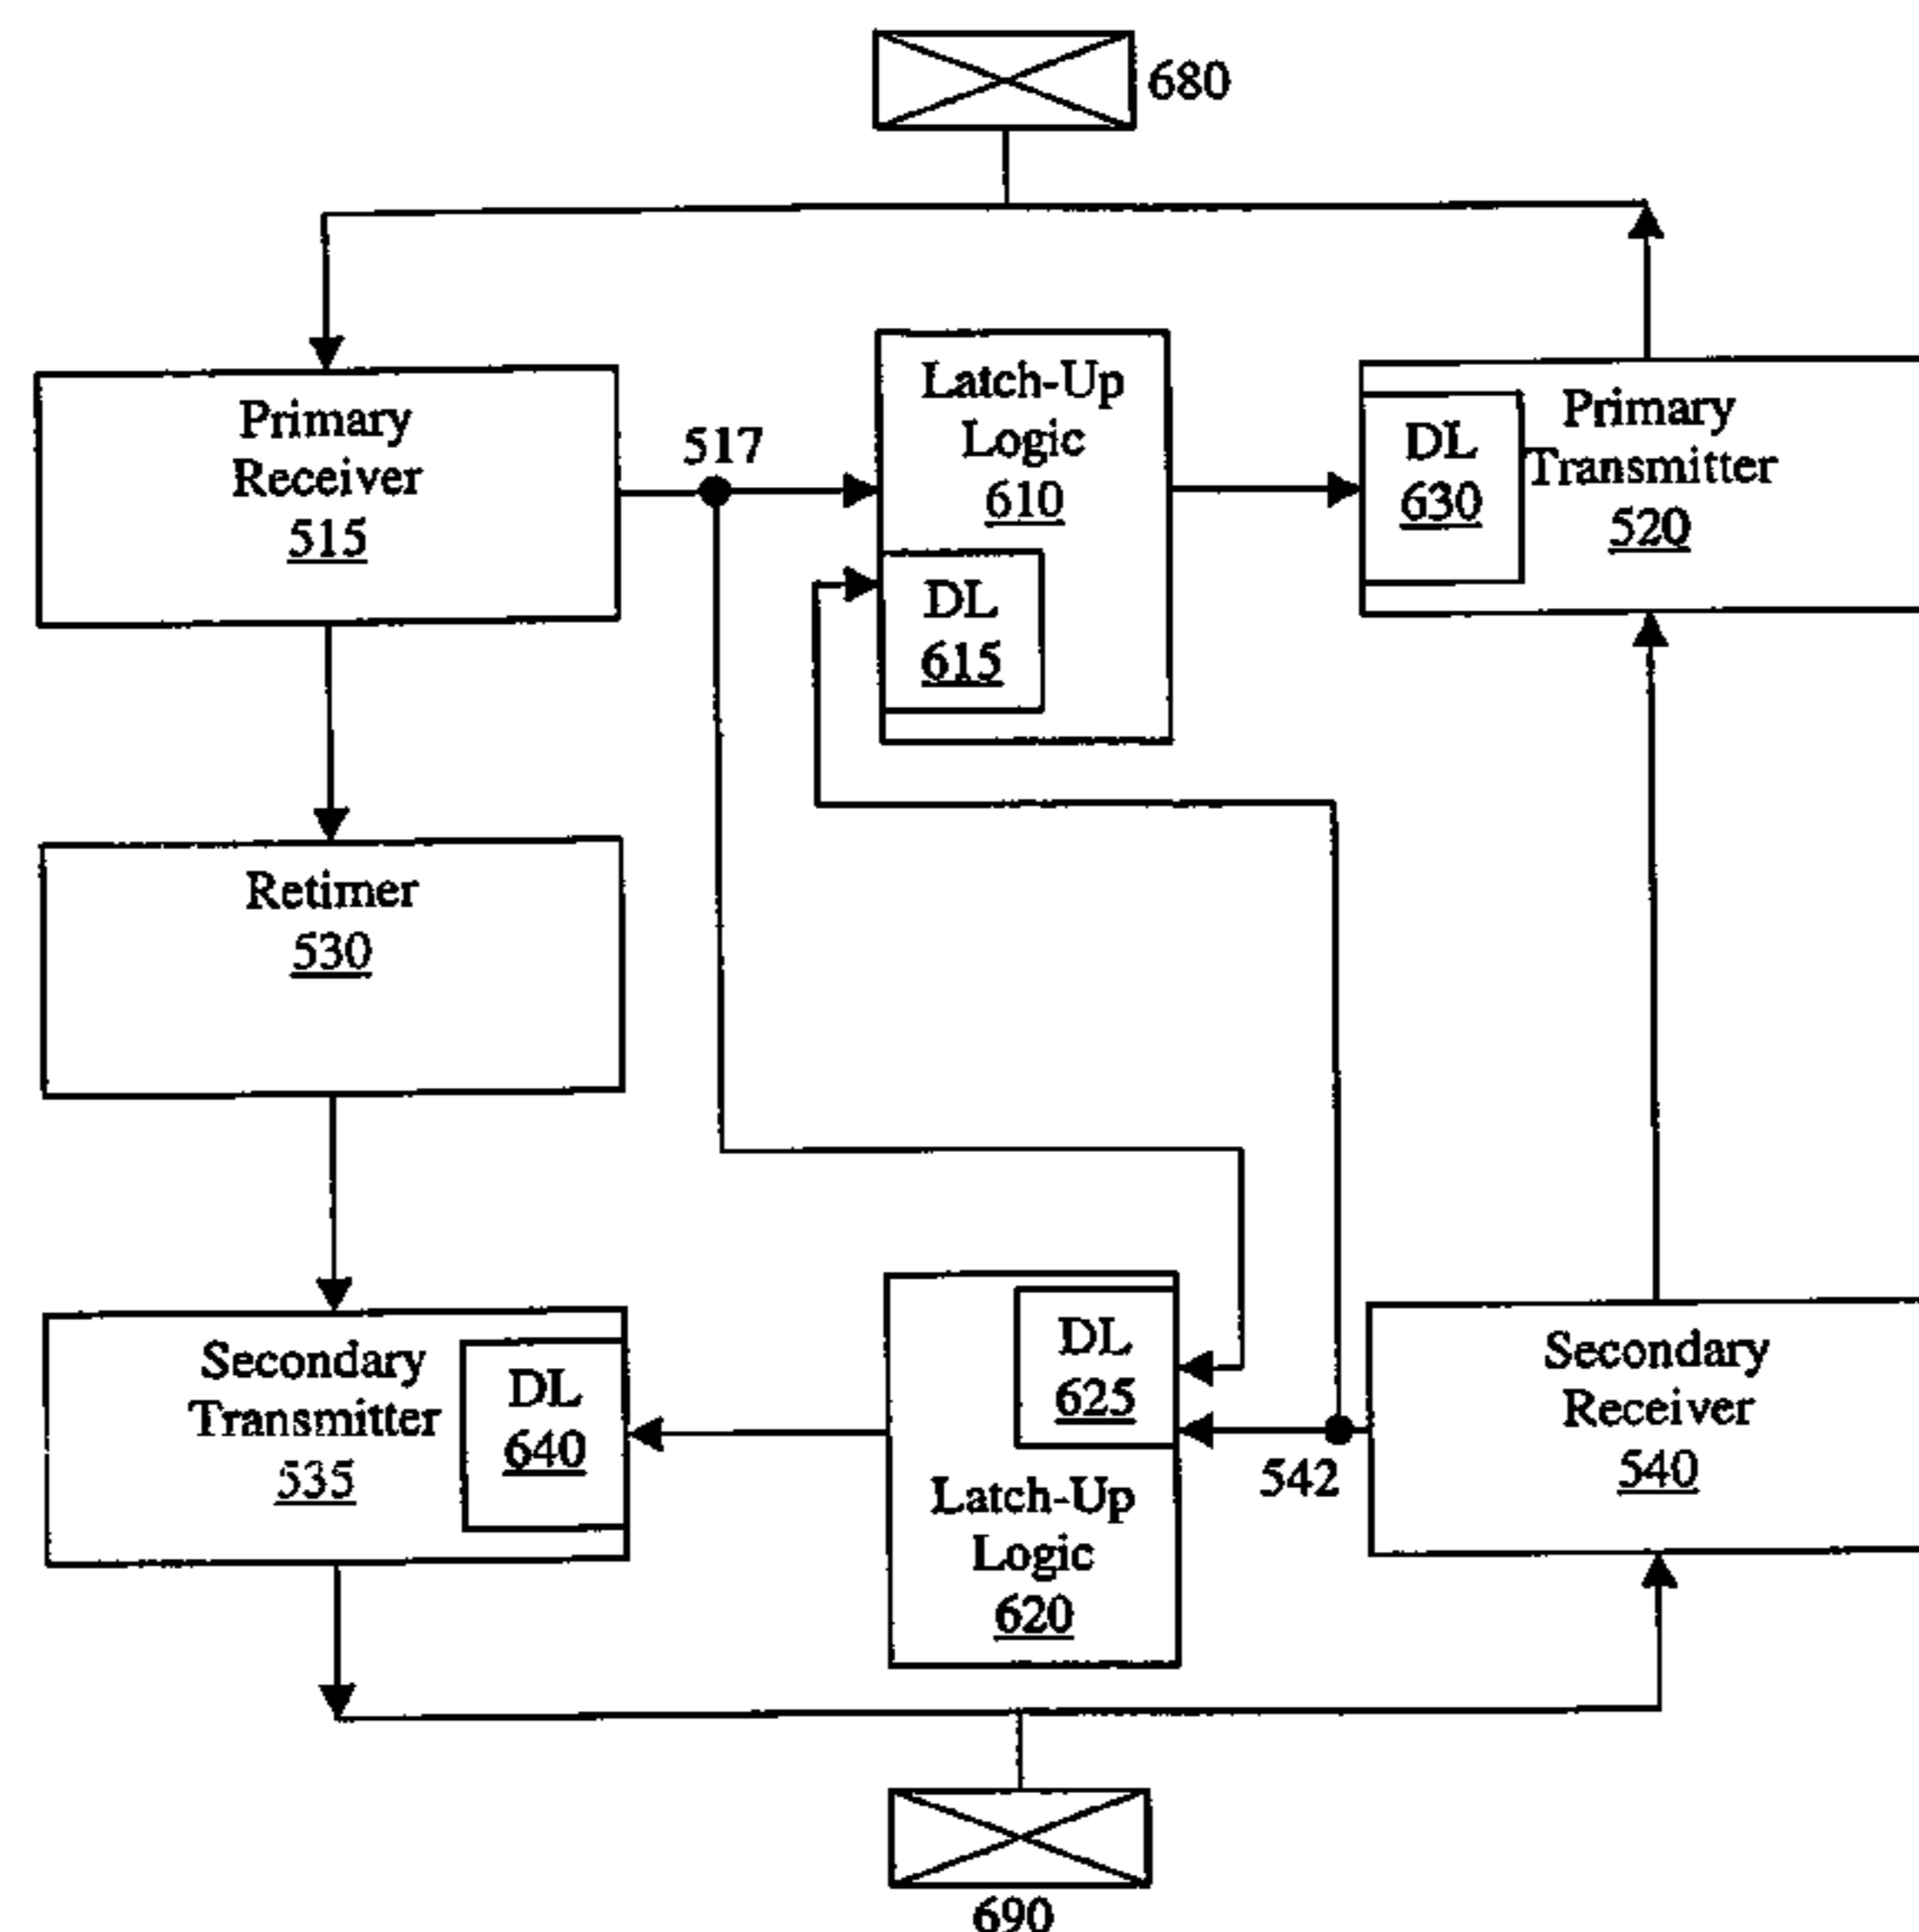 680
Primary
Receiver
515
517
Latch-Up
Logic
610
DL
615
DL
630
Primary
Transmitter
520
Retimer
530
Secondary
Transmitter
535
DL
640
DL
625
Latch-Up
Logic
620
542
Secondary
Receiver
540
690